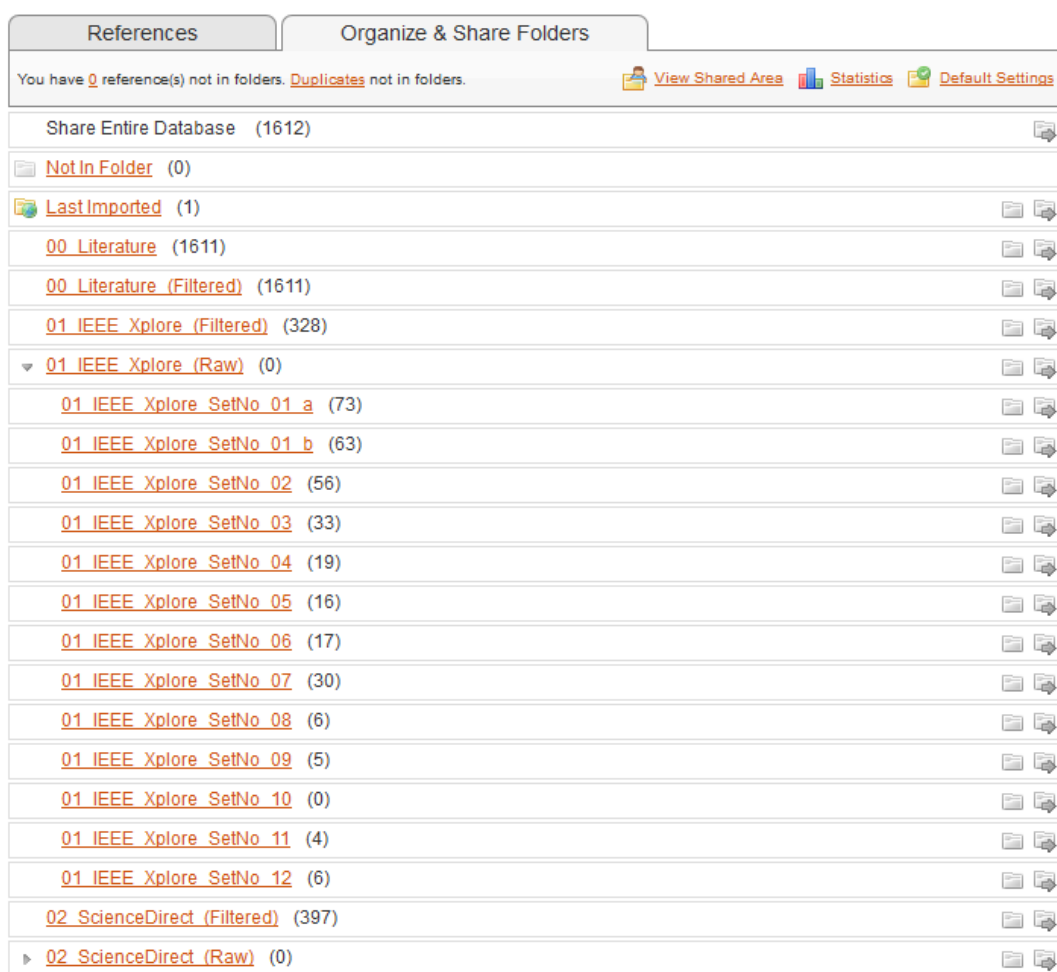 References Organize & Share Folders
You have 0 reference(s) not in folders. Duplicates not in folders. View Shared Area Statistics Default Settings
Share Entire Database (1612)
Not In Folder (0)
Last Imported (1)
00_Literature (1611)
00_Literature_(Filtered) (1611)
01_IEEE_Xplore_(Filtered) (328)
01_IEEE_Xplore_(Raw) (0)
01_IEEE_Xplore_SetNo_01_a (73)
01_IEEE_Xplore_SetNo_01_b (63)
01_IEEE_Xplore_SetNo_02 (56)
01_IEEE_Xplore_SetNo_03 (33)
01_IEEE_Xplore_SetNo_04 (19)
01_IEEE_Xplore_SetNo_05 (16)
01_IEEE_Xplore_SetNo_06 (17)
01_IEEE_Xplore_SetNo_07 (30)
01_IEEE_Xplore_SetNo_08 (6)
01_IEEE_Xplore_SetNo_09 (5)
01_IEEE_Xplore_SetNo_10 (0)
01_IEEE_Xplore_SetNo_11 (4)
01_IEEE_Xplore_SetNo_12 (6)
02_ScienceDirect_(Filtered) (397)
02_ScienceDirect_(Raw) (0)